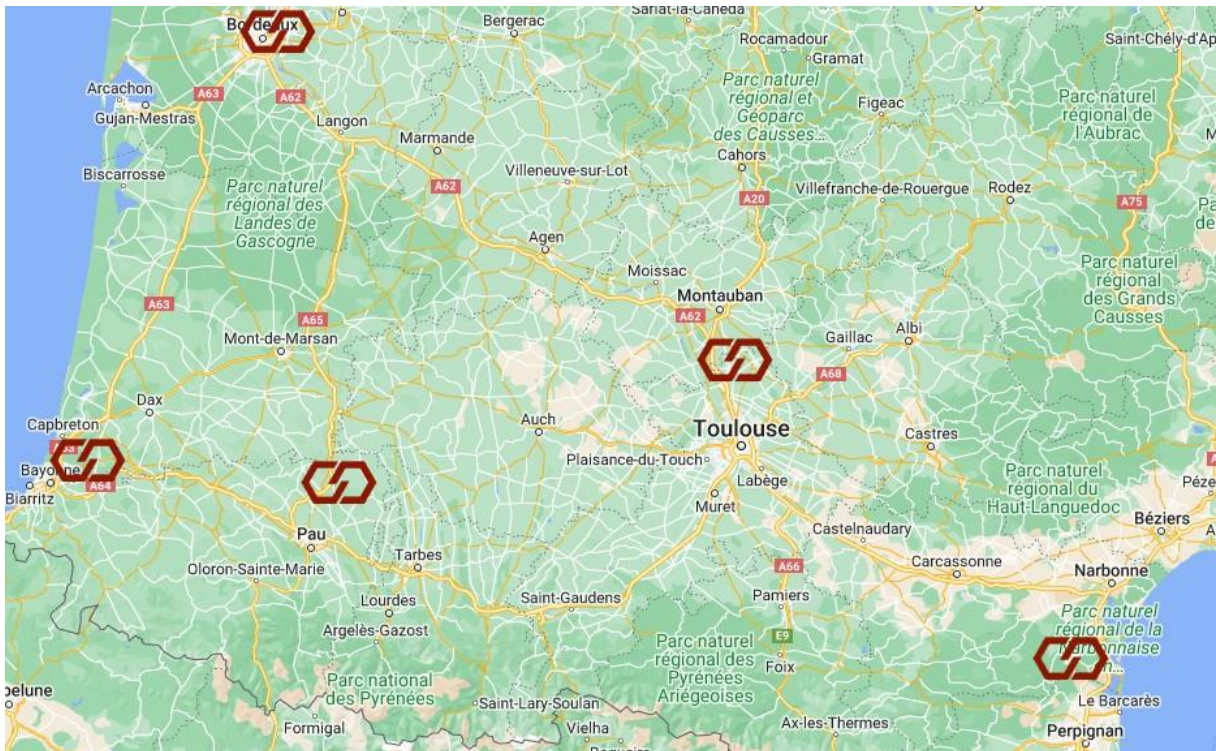 Bergerac
Sarlat-la-Canéda
Bordeaux
Rocamadour
Gramat
Saint-Chély-d'Ap
Arcachon
Gujan-Mestras
A63
A62
Langon
Marmande
Parc naturel
régional et
Géoparc
des Causses...
Figeac
Parc naturel
régional de
l'Aubrac
Biscarrosse
Villeneuve-sur-Lot
Cahors
Parc naturel
régional des
Landes de
Gascogne
A62
A20
Villefranche-de-Rouergue
Rodez
A75
Agen
Moissac
Parc naturel
régional
des Grands
Causses
A63
A65
Mont-de-Marsan
Montauban
A62
Gaillac
Albi
A68
Dax
Capbreton
Auch
Toulouse
Castres
Plaisance-du-Touch
Labège
Bayonne
Biarritz
A64
Muret
Parc naturel
régional du
Haut-Languedoc
Péze
Béziers
Pau
Castelnaudary
Tarbes
Oloron-Sainte-Marie
A66
Carcassonne
Narbonne
Lourdes
Saint-Gaudens
Pamiers
Argelès-Gazost
E9
Foix
Parc naturel
régional des
Pyrénées
Ariégeoises
Parc naturel
régional de la
Narbonnaise
Parc national
des Pyrénées
Saint-Lary-Soulan
pelune
Formigal
Vielha
Ax-les-Thermes
Le Barcarès
Perpignan